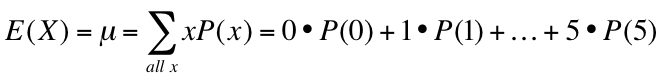 E(X) = μ = ∑ xP(x) = 0 • P(0) + 1 • P(1) + … + 5 • P(5)
all x